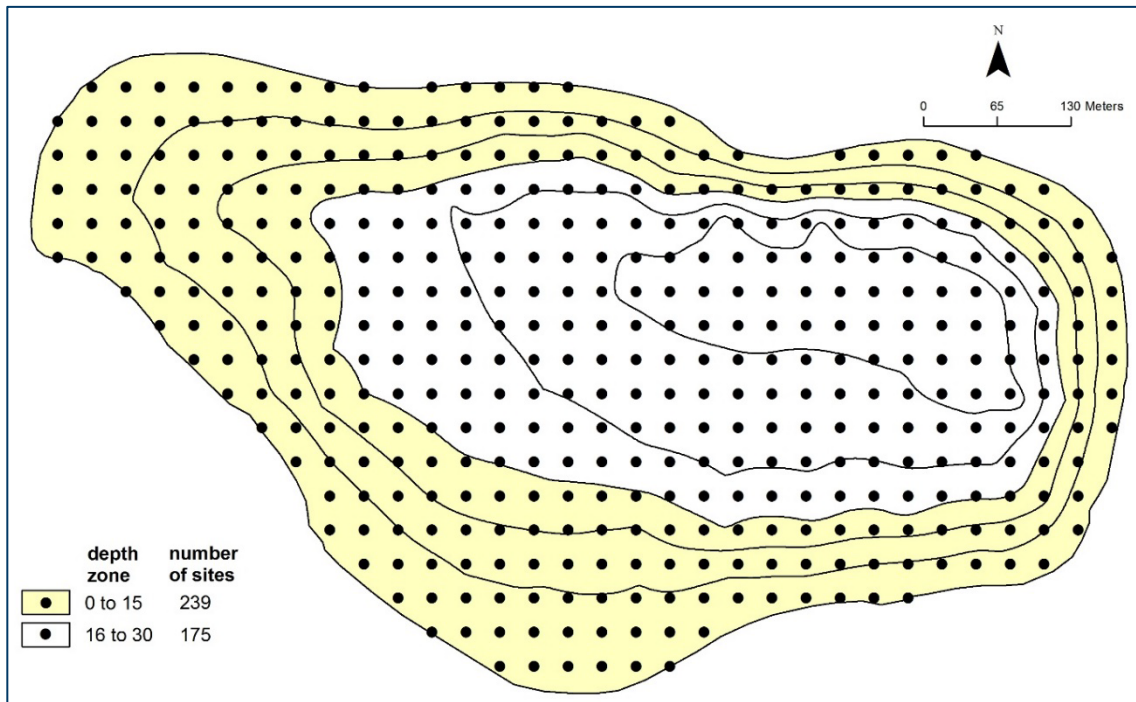 N
0 65 130 Meters
depth number
zone of sites
0 to 15 239
16 to 30 175